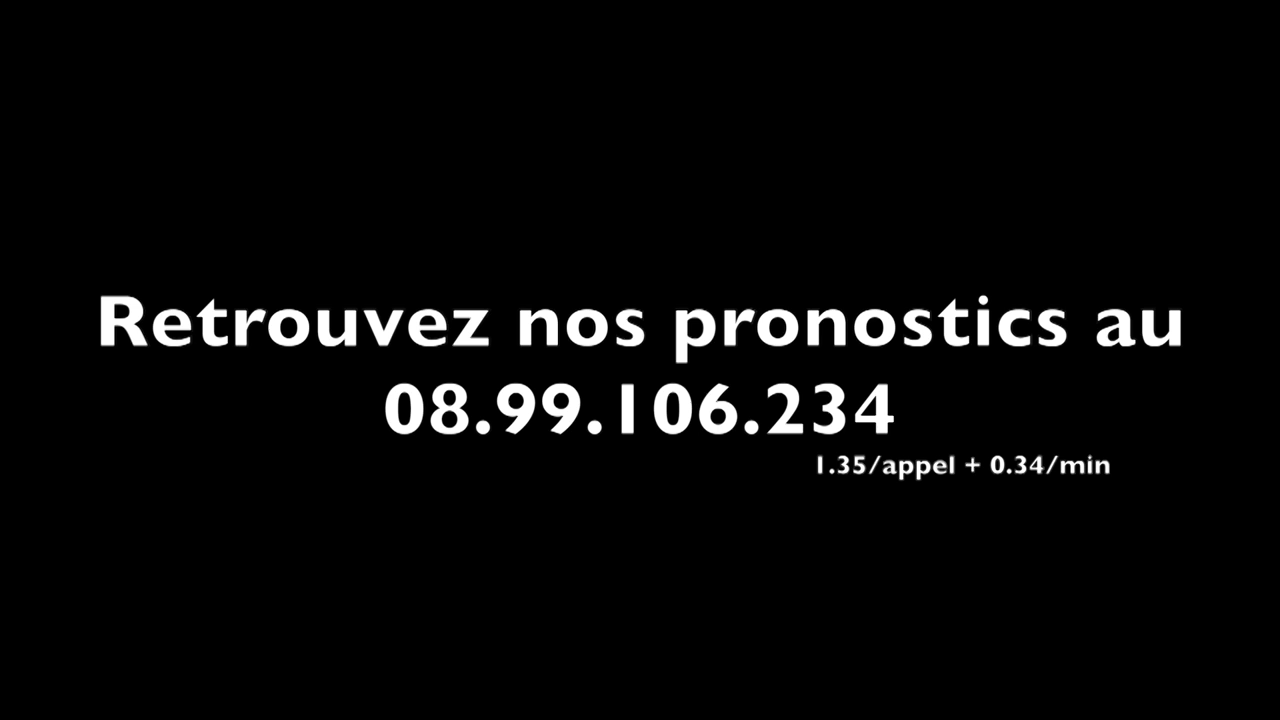 Retrouvez nos pronostics au
08.99.106.234
1.35/appel + 0.34/min